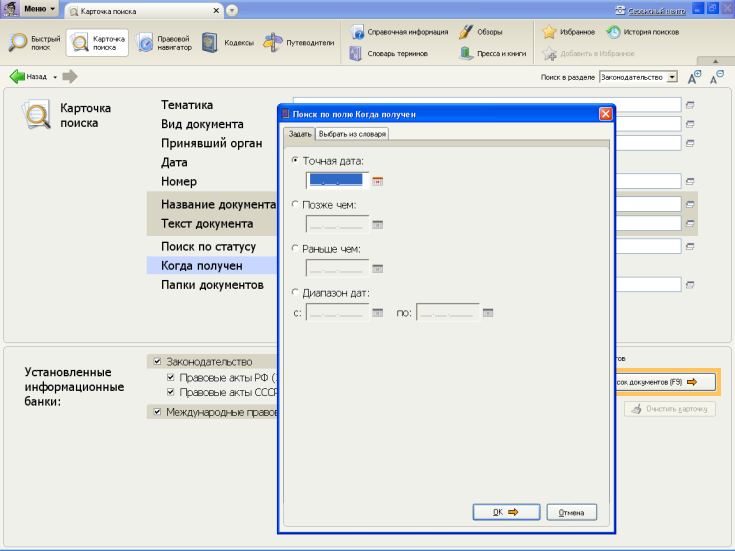 Меню
Карточка поиска
Сервисный центр
Быстрый поиск
Карточка поиска
Правовой навигатор
Кодексы
Путеводители
Справочная информация
Словарь терминов
Обзоры
Пресса и книги
Избранное
Добавить в Избранное
История поисков
Назад
Поиск в разделе
Законодательство
Карточка
поиска
Тематика
Вид документа
Принявший орган
Дата
Номер
Название документа
Текст документа
Поиск по статусу
Когда получен
Папки документов
Поиск по полю Когда получен
Задать
Выбрать из словаря
Точная дата:
Позже чем:
Раньше чем:
Диапазон дат:
с:
по:
OK
Отмена
Установленные
информационные
банки:
Законодательство
Правовые акты РФ (
Правовые акты СССР
Международные правов
тов
сок документов (F9)
Очистить карточку